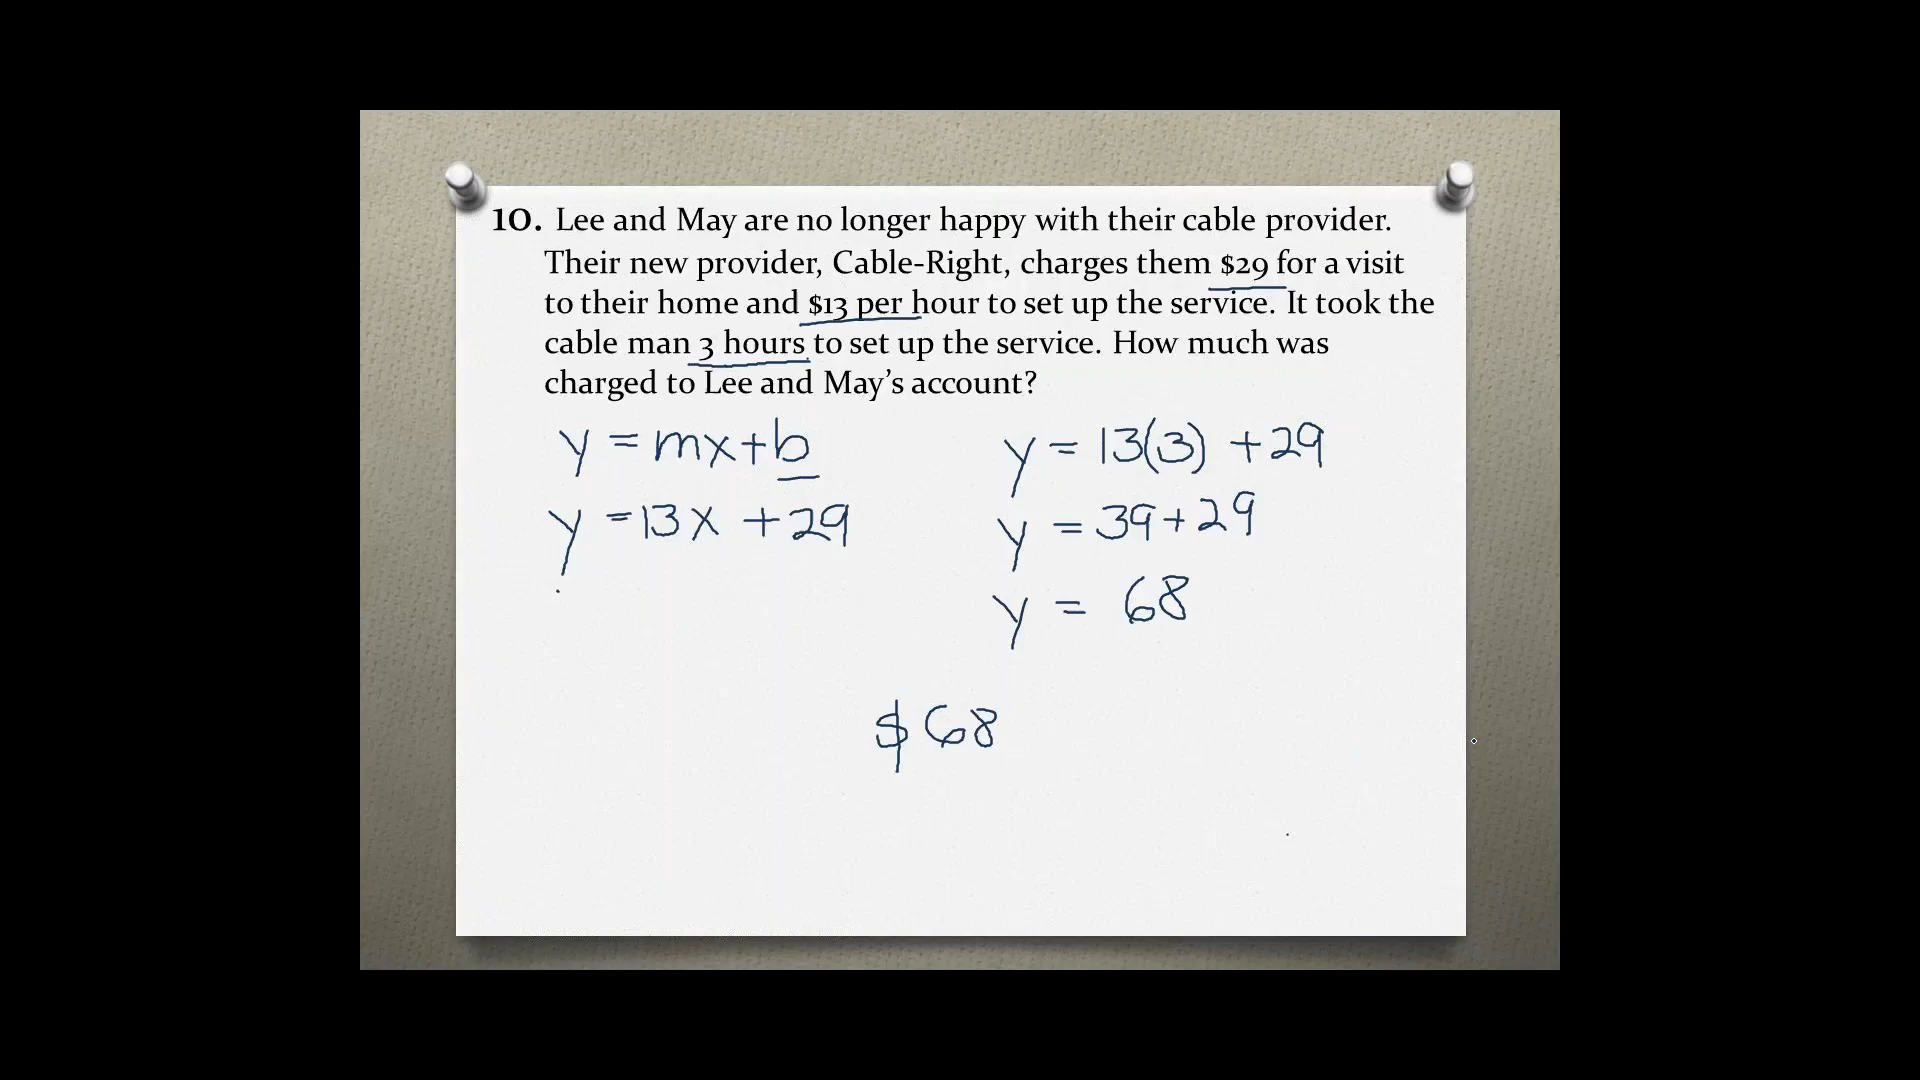 10. Lee and May are no longer happy with their cable provider.
Their new provider, Cable-Right, charges them $29 for a visit
to their home and $13 per hour to set up the service. It took the
cable man 3 hours to set up the service. How much was
charged to Lee and May’s account?
y = mx+b
y = 13x + 29
y = 13(3) + 29
y = 39 + 29
y = 68
$68